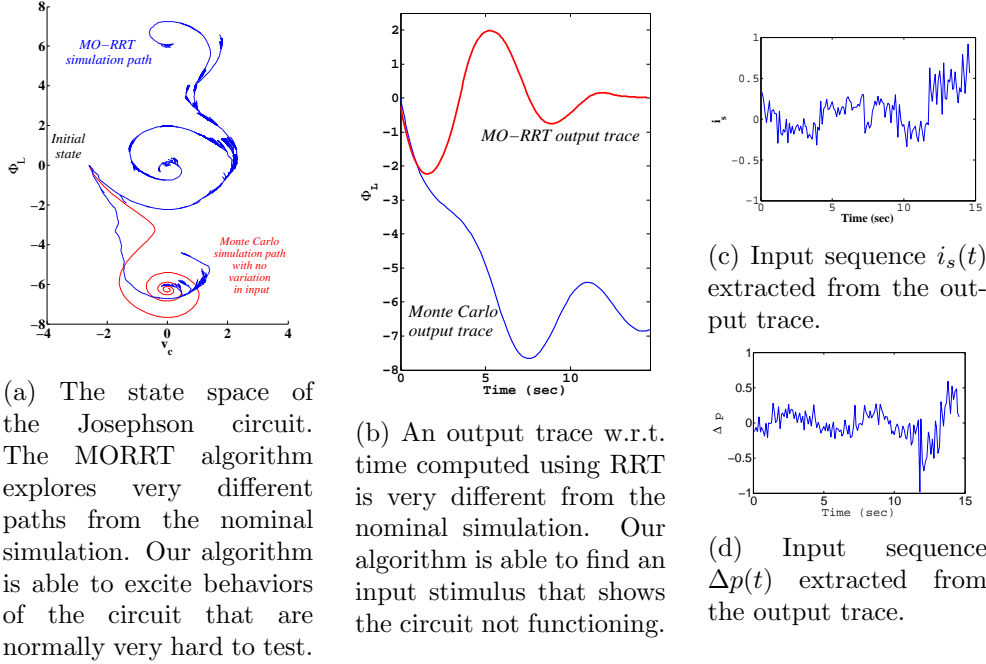 8
6
4
2
0
−2
−4
−6
−8
Φ_L
−4
−2
0
2
4
v_c
MO−RRT
simulation path
Initial
state
Monte Carlo
simulation path
with no
variation
in input
(a) The state space of
the Josephson circuit.
The MORRT algorithm
explores very different
paths from the nominal
simulation. Our algorithm
is able to excite behaviors
of the circuit that are
normally very hard to test.
2
1
0
−1
−2
−3
−4
−5
−6
−7
−8
Φ_L
0
5
10
Time (sec)
MO−RRT output trace
Monte Carlo
output trace
(b) An output trace w.r.t.
time computed using RRT
is very different from the
nominal simulation. Our
algorithm is able to find an
input stimulus that shows
the circuit not functioning.
1
0.5
0
−0.5
−1
i_s
0
5
10
15
Time (sec)
(c) Input sequence i_s(t)
extracted from the out-
put trace.
1
0.5
0
−0.5
−1
Δ p
0
5
10
15
Time (sec)
(d) Input sequence
Δp(t) extracted from
the output trace.